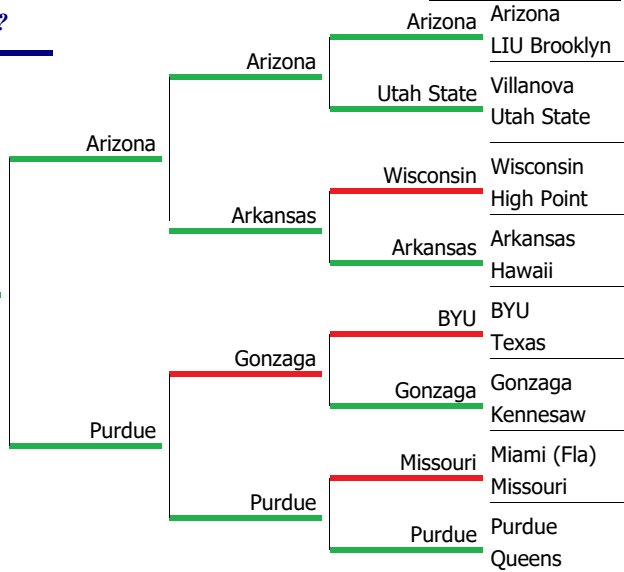 ?
Arizona
LIU Brooklyn
Villanova
Utah State
Wisconsin
High Point
Arkansas
Hawaii
BYU
Texas
Gonzaga
Kennesaw
Miami (Fla)
Missouri
Purdue
Queens
Arizona
Utah State
Wisconsin
Arkansas
BYU
Gonzaga
Missouri
Purdue
Arizona
Arkansas
Gonzaga
Purdue
Arizona
Purdue